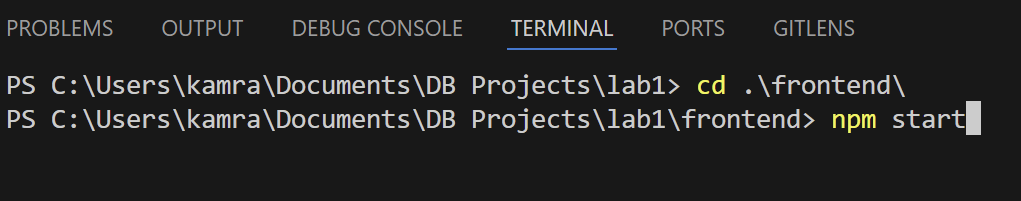 PROBLEMS OUTPUT DEBUG CONSOLE TERMINAL PORTS GITLENS
PS C:\Users\kamra\Documents\DB Projects\lab1> cd .\frontend\
PS C:\Users\kamra\Documents\DB Projects\lab1\frontend> npm start